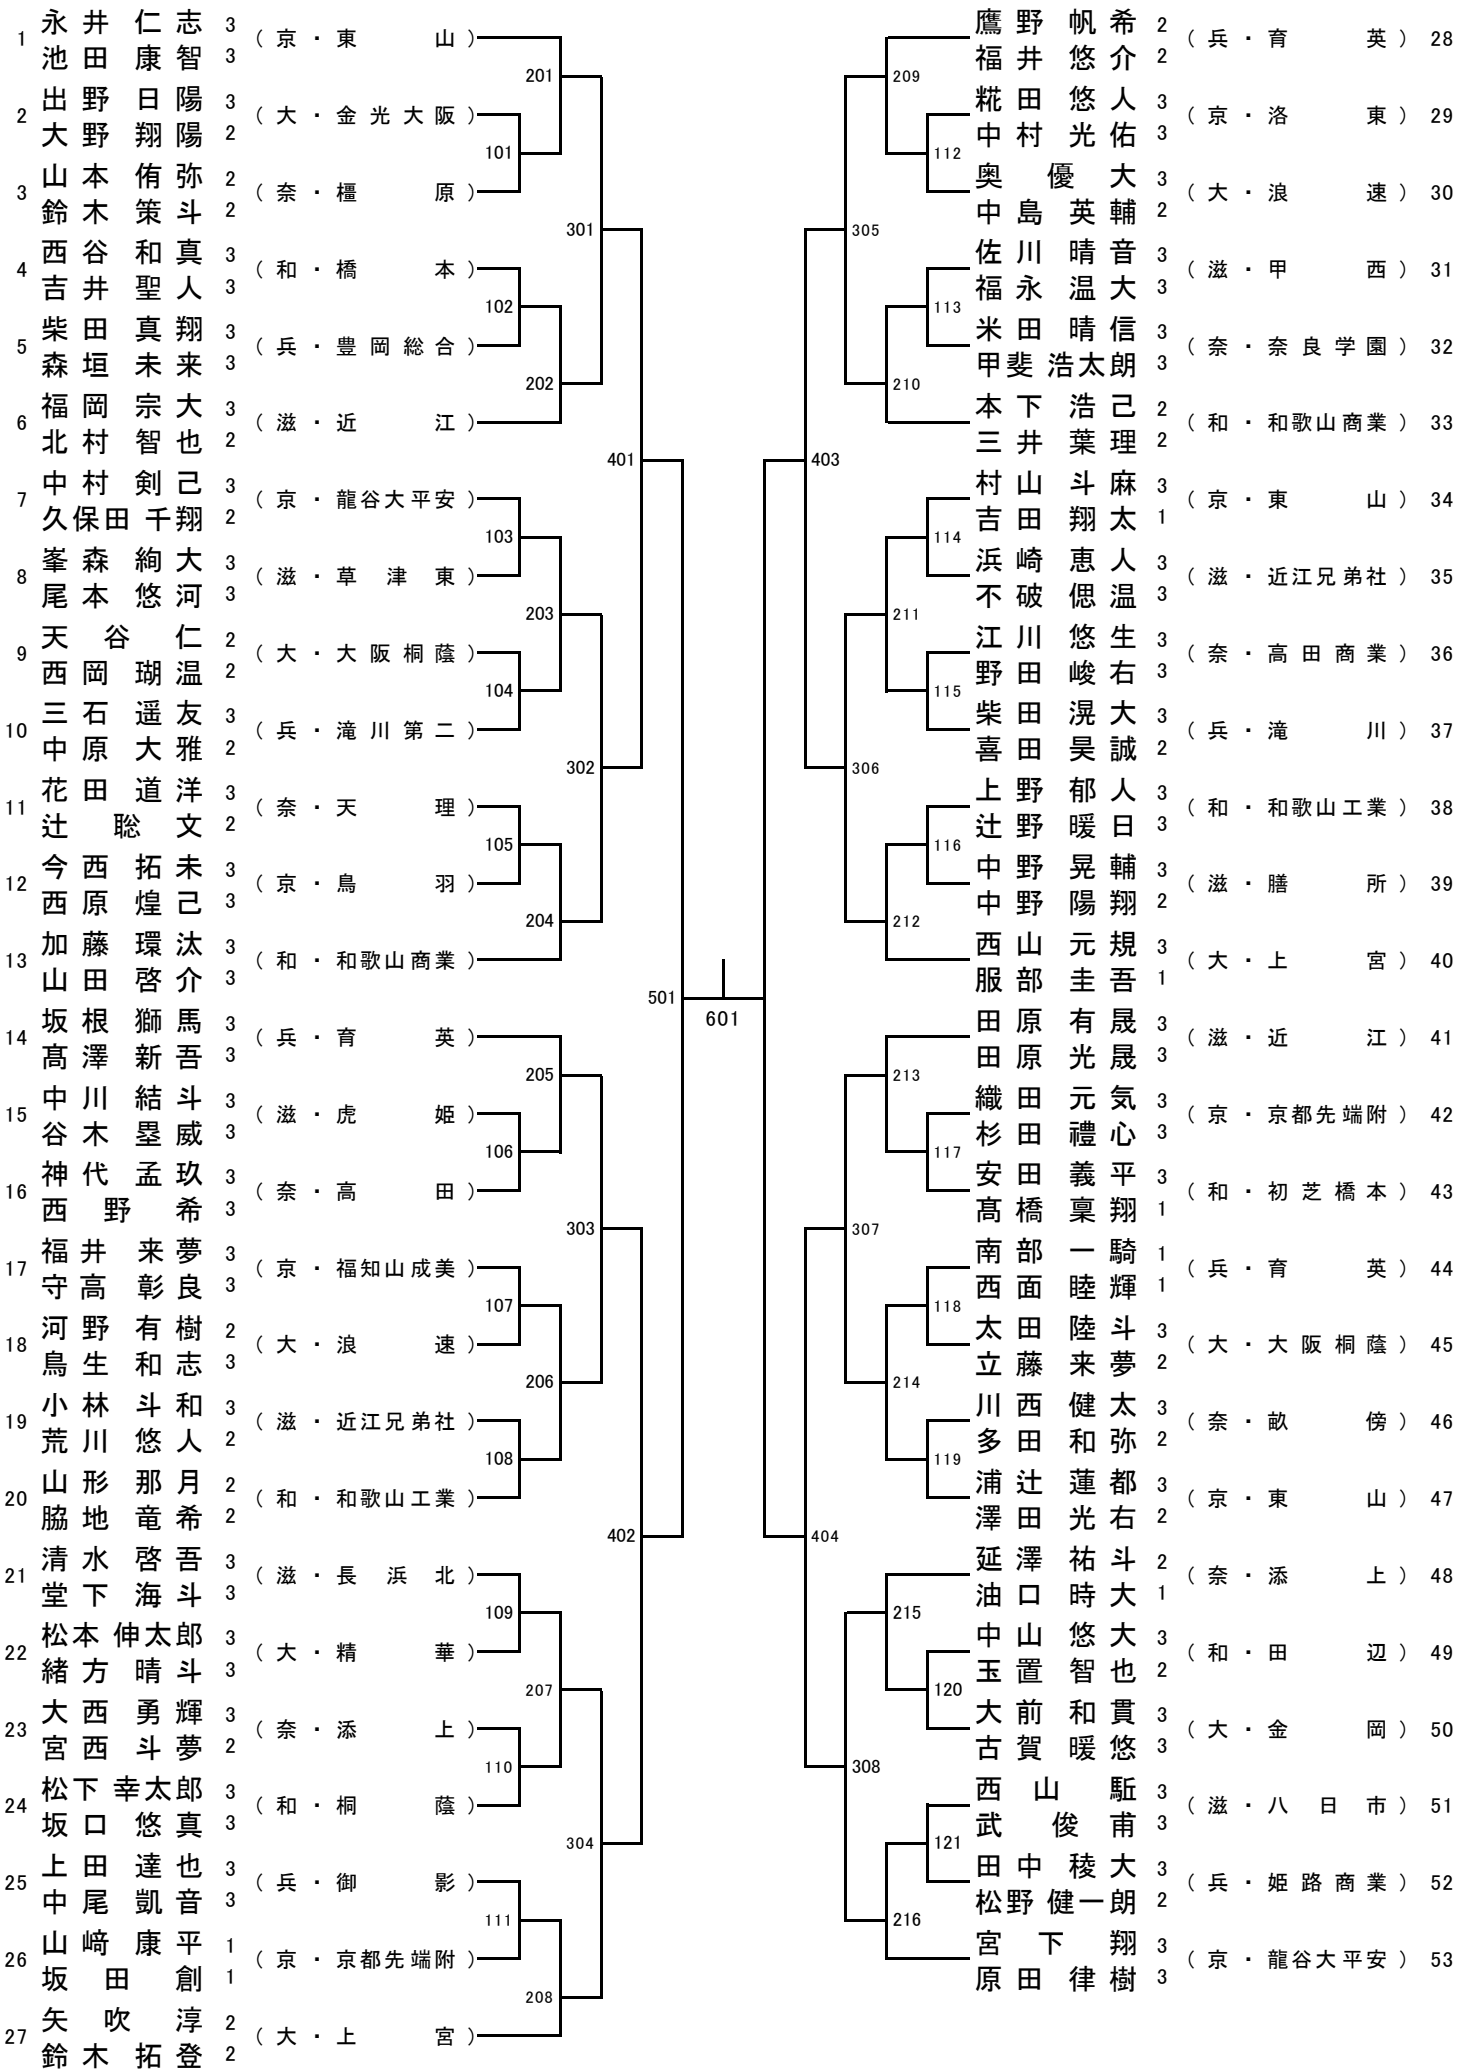 1 永井 仁志 3 (京・東山)
池田 康智 3
2 出野 日陽 3 (大・金光大阪)
大野 翔陽 2
3 山本 侑弥 2 (奈・橿原)
鈴木 策斗 2
4 西谷 和真 3 (和・橋本)
吉井 聖人 3
5 柴田 真翔 3 (兵・豊岡総合)
森垣 未来 3
6 福岡 宗大 3 (滋・近江)
北村 智也 2
7 中村 剣己 3 (京・龍谷大平安)
久保田 千翔 2
8 峯森 絢大 3 (滋・草津東)
尾本 悠河 3
9 天谷 仁 2 (大・大阪桐蔭)
西岡 瑚温 2
10 三石 遥友 3 (兵・滝川第二)
中原 大雅 2
11 花田 道洋 3 (奈・天理)
辻 聡文 2
12 今西 拓未 3 (京・鳥羽)
西原 煌己 3
13 加藤 環汰 3 (和・和歌山商業)
山田 啓介 3
14 坂根 獅馬 3 (兵・育英)
髙澤 新吾 3
15 中川 結斗 3 (滋・虎姫)
谷木 塁威 3
16 神代 孟玖 3 (奈・高田)
西野 希 3
17 福井 来夢 3 (京・福知山成美)
守高 彰良 3
18 河野 有樹 2 (大・浪速)
鳥生 和志 3
19 小林 斗和 3 (滋・近江兄弟社)
荒川 悠人 2
20 山形 那月 2 (和・和歌山工業)
脇地 竜希 2
21 清水 啓吾 3 (滋・長浜北)
堂下 海斗 3
22 松本 伸太郎 3 (大・精華)
緒方 晴斗 3
23 大西 勇輝 3 (奈・添上)
宮西 斗夢 2
24 松下 幸太郎 3 (和・桐蔭)
坂口 悠真 3
25 上田 達也 3 (兵・御影)
中尾 凱音 3
26 山﨑 康平 1 (京・京都先端附)
坂田 創 1
27 矢吹 淳 2 (大・上宮)
鈴木 拓登 2
101
102
103
104
105
106
107
108
109
110
111
201
202
203
204
205
206
207
208
301
302
303
304
401
402
501
601
403
404
305
306
307
308
209
210
211
212
213
214
215
216
112
113
114
115
116
117
118
119
120
121
鷹野 帆希 2 (兵・育英) 28
福井 悠介 2
糀田 悠人 3 (京・洛東) 29
中村 光佑 3
奥 優大 3 (大・浪速) 30
中島 英輔 2
佐川 晴音 3 (滋・甲西) 31
福永 温大 3
米田 晴信 3 (奈・奈良学園) 32
甲斐 浩太朗 3
本下 浩己 2 (和・和歌山商業) 33
三井 葉理 2
村山 斗麻 3 (京・東山) 34
吉田 翔太 1
浜崎 恵人 3 (滋・近江兄弟社) 35
不破 偲温 3
江川 悠生 3 (奈・高田商業) 36
野田 峻右 3
柴田 滉大 3 (兵・滝川) 37
喜田 昊誠 2
上野 郁人 3 (和・和歌山工業) 38
辻野 暖日 3
中野 晃輔 3 (滋・膳所) 39
中野 陽翔 2
西山 元規 3 (大・上宮) 40
服部 圭吾 1
田原 有晟 3 (滋・近江) 41
田原 光晟 3
織田 元気 3 (京・京都先端附) 42
杉田 禮心 3
安田 義平 3 (和・初芝橋本) 43
髙橋 稟翔 1
南部 一騎 1 (兵・育英) 44
西面 睦輝 1
太田 陸斗 3 (大・大阪桐蔭) 45
立藤 来夢 2
川西 健太 3 (奈・畝傍) 46
多田 和弥 2
浦辻 蓮都 3 (京・東山) 47
澤田 光右 2
延澤 祐斗 2 (奈・添上) 48
油口 時大 1
中山 悠大 3 (和・田辺) 49
玉置 智也 2
大前 和貫 3 (大・金岡) 50
古賀 暖悠 3
西山 駈 3 (滋・八日市) 51
武 俊甫 3
田中 稜大 3 (兵・姫路商業) 52
松野 健一朗 2
宮下 翔 3 (京・龍谷大平安) 53
原田 律樹 3